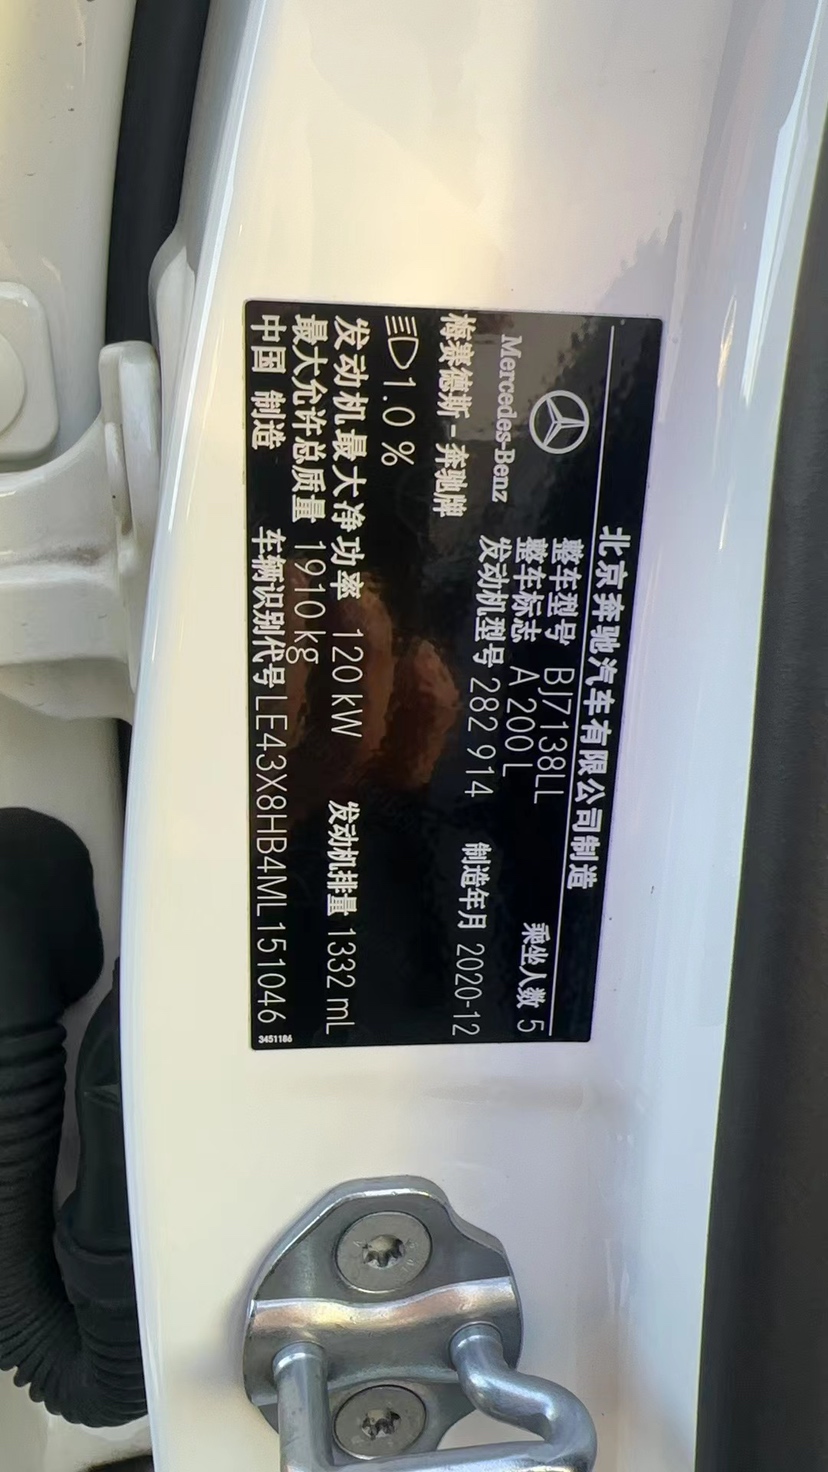 北京奔驰汽车有限公司制造
Mercedes-Benz
整车型号 BJ7138LL
整车标志 A 200 L 乘坐人数 5
梅赛德斯-奔驰牌 发动机型号 282 914 制造年月 2020-12
1.0 %
发动机最大净功率 120 kW 发动机排量 1332 mL
最大允许总质量 1910 kg
中国 制造 车辆识别代号 LE43X8HB4ML151046
3451186